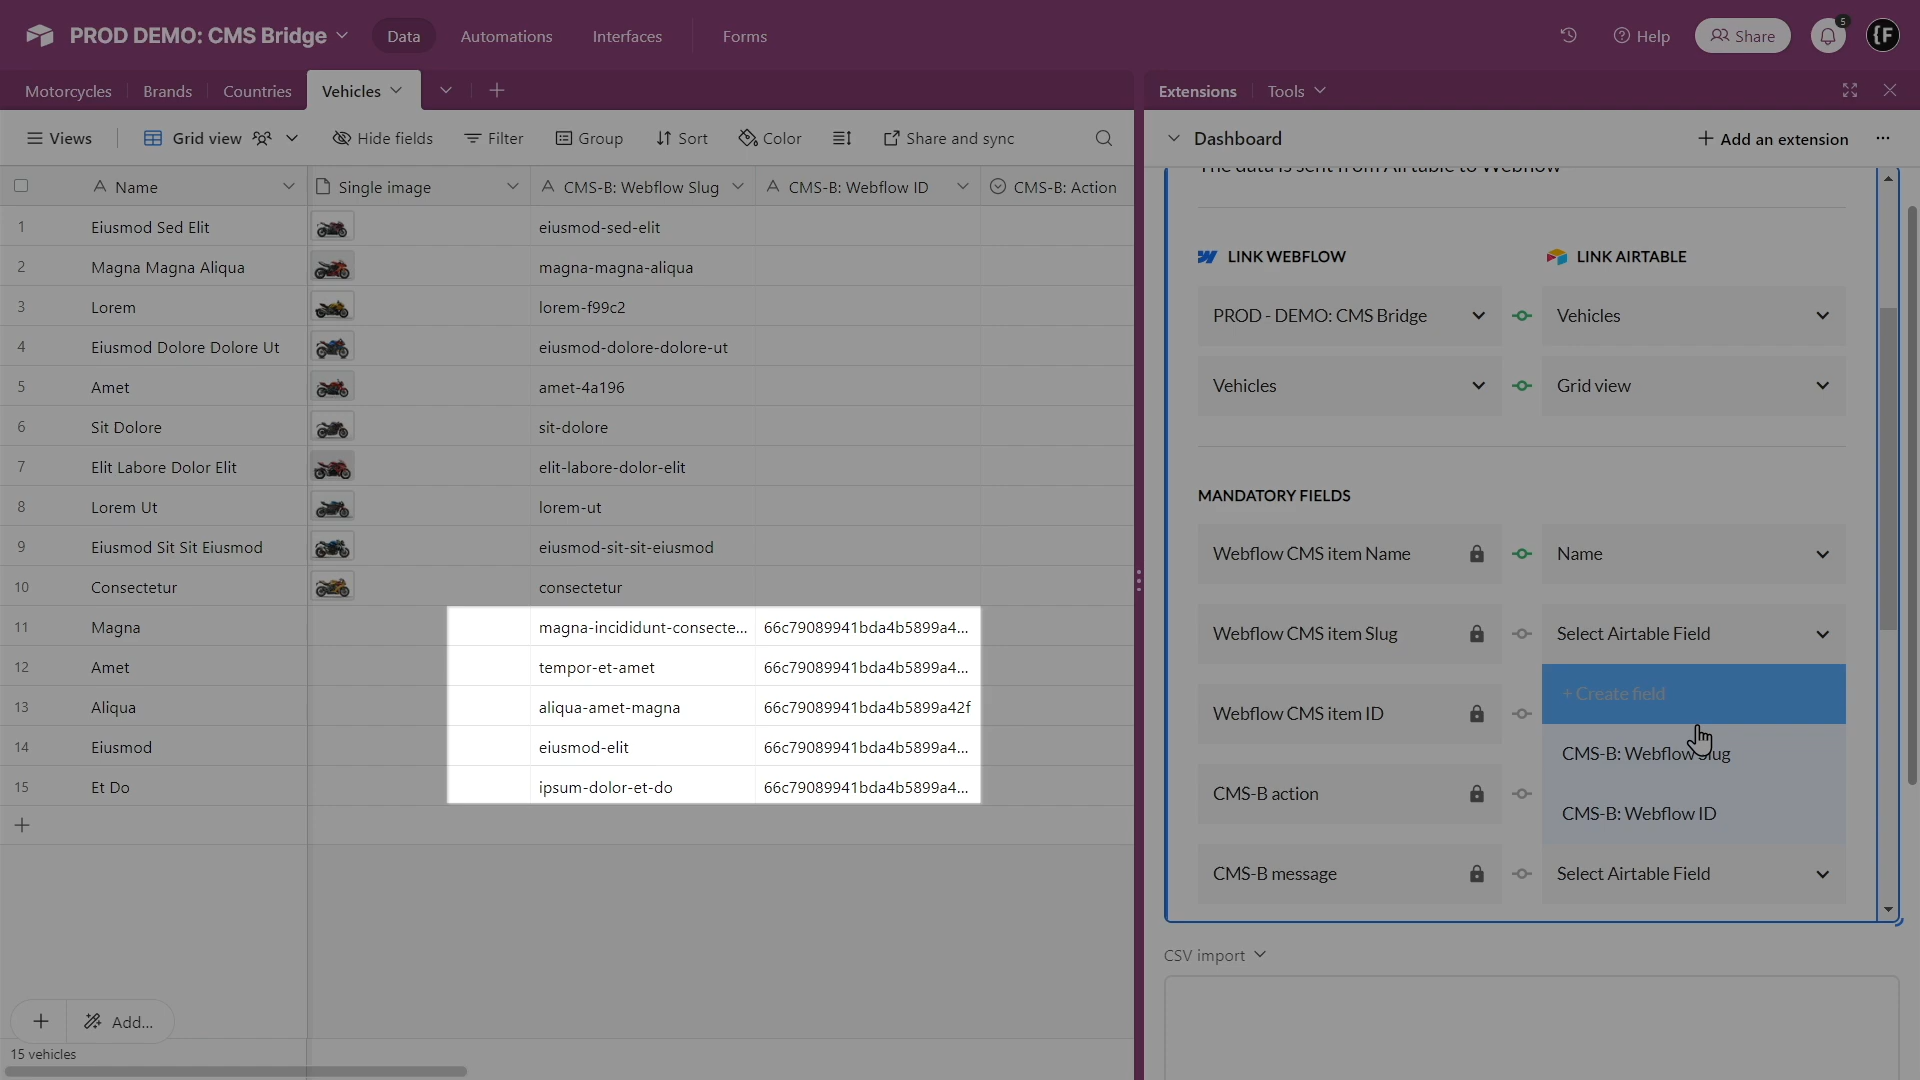 PROD DEMO: CMS Bridge
Data
Automations
Interfaces
Forms
Help
Share
5
{F
Motorcycles
Brands
Countries
Vehicles
Extensions
Tools
Views
Grid view
Hide fields
Filter
Group
Sort
Color
Share and sync
Dashboard
+ Add an extension
Name
Single image
CMS-B: Webflow Slug
CMS-B: Webflow ID
CMS-B: Action
1 Eiusmod Sed Elit eiusmod-sed-elit
2 Magna Magna Aliqua magna-magna-aliqua
3 Lorem lorem-f99c2
4 Eiusmod Dolore Dolore Ut eiusmod-dolore-dolore-ut
5 Amet amet-4a196
6 Sit Dolore sit-dolore
7 Elit Labore Dolor Elit elit-labore-dolor-elit
8 Lorem Ut lorem-ut
9 Eiusmod Sit Sit Eiusmod eiusmod-sit-sit-eiusmod
10 Consectetur consectetur
11 Magna magna-incididunt-consecte... 66c79089941bda4b5899a4...
12 Amet tempor-et-amet 66c79089941bda4b5899a4...
13 Aliqua aliqua-amet-magna 66c79089941bda4b5899a42f
14 Eiusmod eiusmod-elit 66c79089941bda4b5899a4...
15 Et Do ipsum-dolor-et-do 66c79089941bda4b5899a4...
Add...
15 vehicles
The data is sent from Airtable to Webflow
LINK WEBFLOW
LINK AIRTABLE
PROD - DEMO: CMS Bridge
Vehicles
Vehicles
Grid view
MANDATORY FIELDS
Webflow CMS item Name
Name
Webflow CMS item Slug
Select Airtable Field
+ Create field
Webflow CMS item ID
CMS-B: Webflow Slug
CMS-B action
CMS-B: Webflow ID
CMS-B message
Select Airtable Field
CSV import